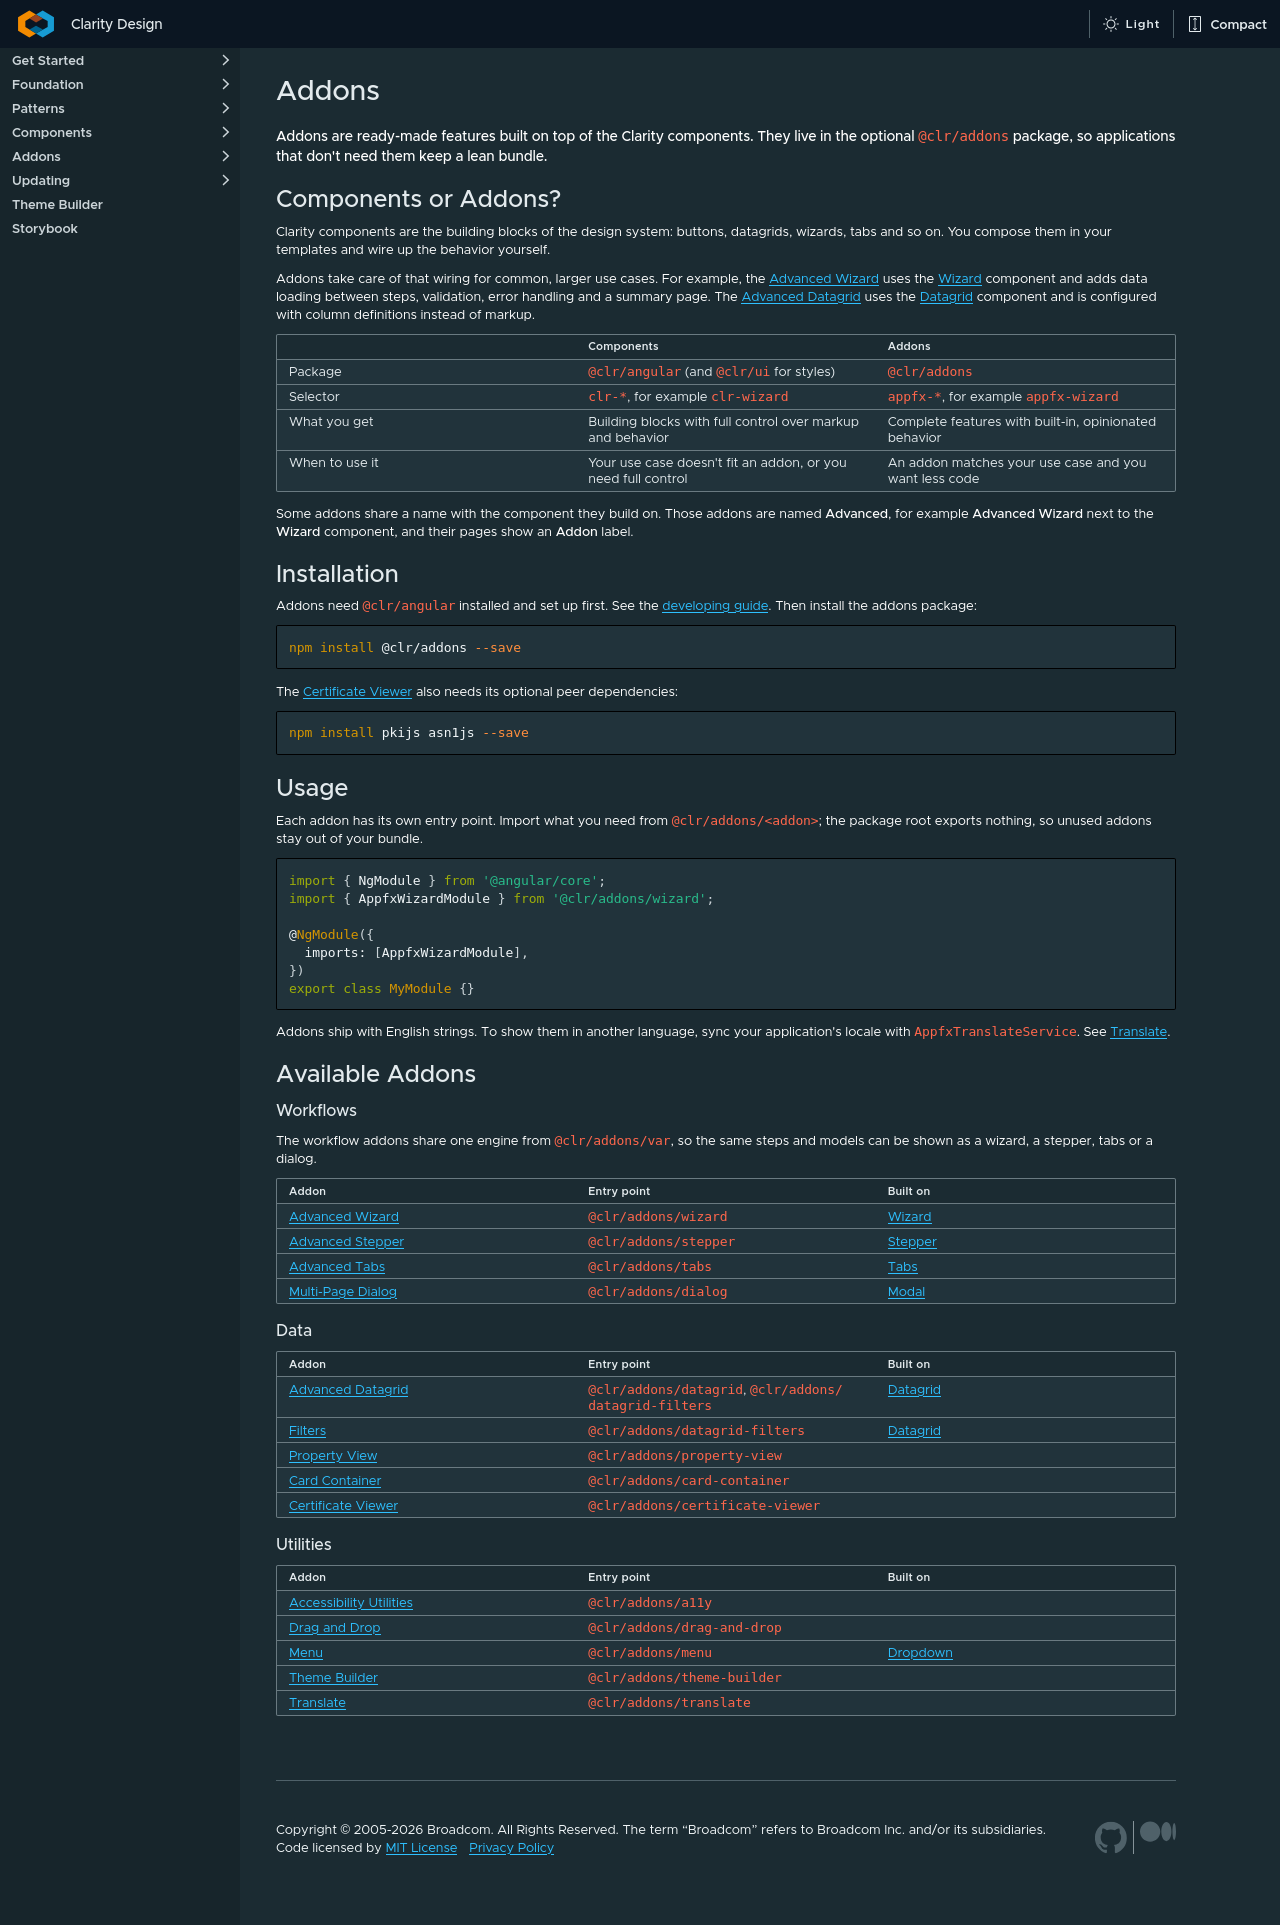 Clarity Design
Light
Compact
Get Started
Foundation
Patterns
Components
Addons
Updating
Theme Builder
Storybook
Addons
Addons are ready-made features built on top of the Clarity components. They live in the optional @clr/addons package, so applications
that don't need them keep a lean bundle.
Components or Addons?
Clarity components are the building blocks of the design system: buttons, datagrids, wizards, tabs and so on. You compose them in your
templates and wire up the behavior yourself.
Addons take care of that wiring for common, larger use cases. For example, the Advanced Wizard uses the Wizard component and adds data
loading between steps, validation, error handling and a summary page. The Advanced Datagrid uses the Datagrid component and is configured
with column definitions instead of markup.
Components Addons
Package @clr/angular (and @clr/ui for styles) @clr/addons
Selector clr-*, for example clr-wizard appfx-*, for example appfx-wizard
What you get Building blocks with full control over markup Complete features with built-in, opinionated
and behavior behavior
When to use it Your use case doesn't fit an addon, or you An addon matches your use case and you
need full control want less code
Some addons share a name with the component they build on. Those addons are named Advanced, for example Advanced Wizard next to the
Wizard component, and their pages show an Addon label.
Installation
Addons need @clr/angular installed and set up first. See the developing guide. Then install the addons package:
npm install @clr/addons --save
The Certificate Viewer also needs its optional peer dependencies:
npm install pkijs asn1js --save
Usage
Each addon has its own entry point. Import what you need from @clr/addons/<addon>; the package root exports nothing, so unused addons
stay out of your bundle.
import { NgModule } from '@angular/core';
import { AppfxWizardModule } from '@clr/addons/wizard';
@NgModule({
imports: [AppfxWizardModule],
})
export class MyModule {}
Addons ship with English strings. To show them in another language, sync your application's locale with AppfxTranslateService. See Translate.
Available Addons
Workflows
The workflow addons share one engine from @clr/addons/var, so the same steps and models can be shown as a wizard, a stepper, tabs or a
dialog.
Addon Entry point Built on
Advanced Wizard @clr/addons/wizard Wizard
Advanced Stepper @clr/addons/stepper Stepper
Advanced Tabs @clr/addons/tabs Tabs
Multi-Page Dialog @clr/addons/dialog Modal
Data
Addon Entry point Built on
Advanced Datagrid @clr/addons/datagrid, @clr/addons/ Datagrid
datagrid-filters
Filters @clr/addons/datagrid-filters Datagrid
Property View @clr/addons/property-view
Card Container @clr/addons/card-container
Certificate Viewer @clr/addons/certificate-viewer
Utilities
Addon Entry point Built on
Accessibility Utilities @clr/addons/a11y
Drag and Drop @clr/addons/drag-and-drop
Menu @clr/addons/menu Dropdown
Theme Builder @clr/addons/theme-builder
Translate @clr/addons/translate
Copyright © 2005-2026 Broadcom. All Rights Reserved. The term “Broadcom” refers to Broadcom Inc. and/or its subsidiaries.
Code licensed by MIT License Privacy Policy